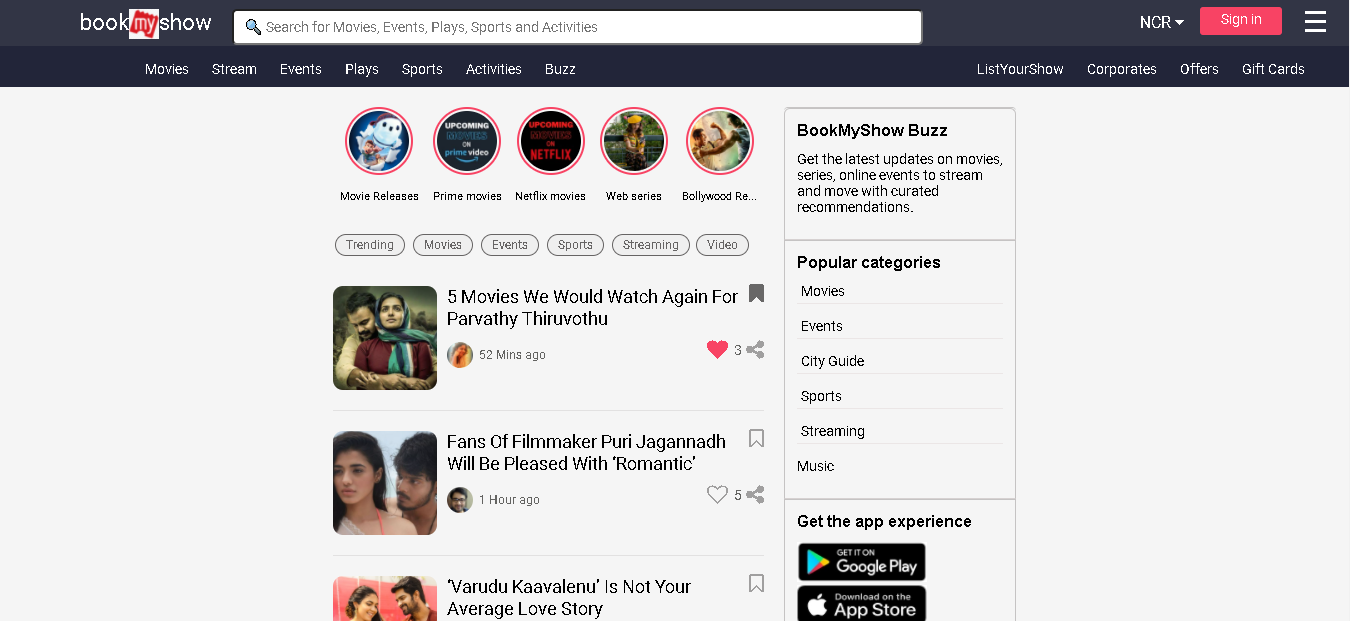 bookmyshow
Search for Movies, Events, Plays, Sports and Activities
NCR
Sign in
Movies Stream Events Plays Sports Activities Buzz
ListYourShow Corporates Offers Gift Cards
UPCOMING
MOVIES
ON
prime video
UPCOMING
MOVIES
ON
NETFLIX
Movie Releases Prime movies Netflix movies Web series Bollywood Re...
Trending Movies Events Sports Streaming Video
5 Movies We Would Watch Again For
Parvathy Thiruvothu
52 Mins ago
3
Fans Of Filmmaker Puri Jagannadh
Will Be Pleased With ‘Romantic’
1 Hour ago
5
‘Varudu Kaavalenu’ Is Not Your
Average Love Story
BookMyShow Buzz
Get the latest updates on movies,
series, online events to stream
and move with curated
recommendations.
Popular categories
Movies
Events
City Guide
Sports
Streaming
Music
Get the app experience
GET IT ON
Google Play
Download on the
App Store